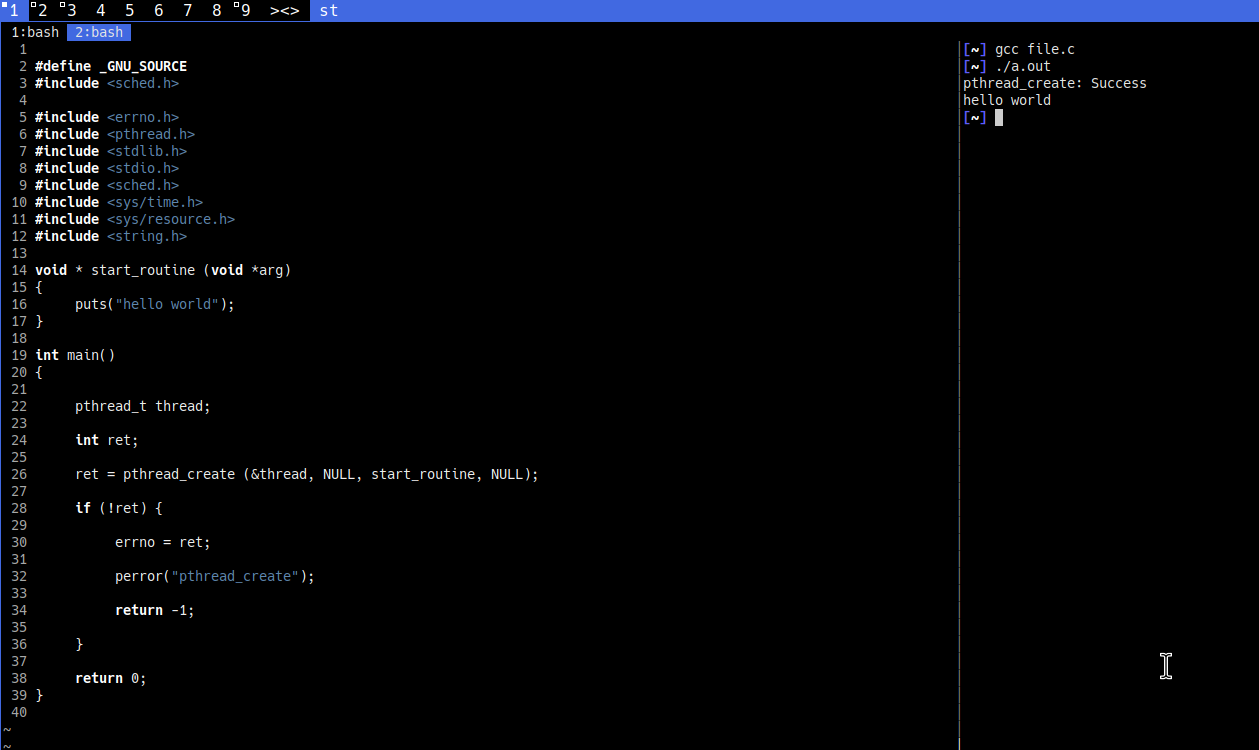 1 2 3 4 5 6 7 8 9 ><> st
1:bash 2:bash
1
2 #define _GNU_SOURCE
3 #include <sched.h>
4
5 #include <errno.h>
6 #include <pthread.h>
7 #include <stdlib.h>
8 #include <stdio.h>
9 #include <sched.h>
10 #include <sys/time.h>
11 #include <sys/resource.h>
12 #include <string.h>
13
14 void * start_routine (void *arg)
15 {
16 puts("hello world");
17 }
18
19 int main()
20 {
21
22 pthread_t thread;
23
24 int ret;
25
26 ret = pthread_create (&thread, NULL, start_routine, NULL);
27
28 if (!ret) {
29
30 errno = ret;
31
32 perror("pthread_create");
33
34 return -1;
35
36 }
37
38 return 0;
39 }
40
~
~
[~] gcc file.c
[~] ./a.out
pthread_create: Success
hello world
[~]